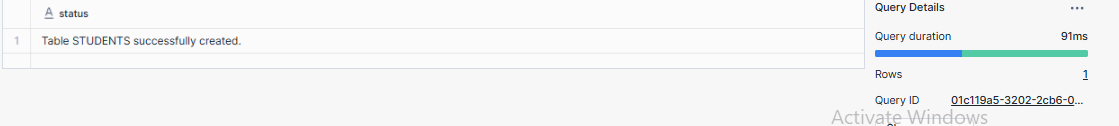 A status
1 Table STUDENTS successfully created.
Query Details ...
Query duration 91ms
Rows 1
Query ID 01c119a5-3202-2cb6-0...
Activate Windows